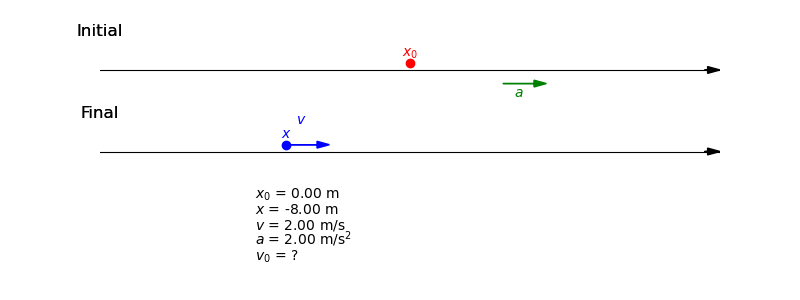 Initial
x₀
a
Final
v
x
x₀ = 0.00 m
x = -8.00 m
v = 2.00 m/s
a = 2.00 m/s²
v₀ = ?